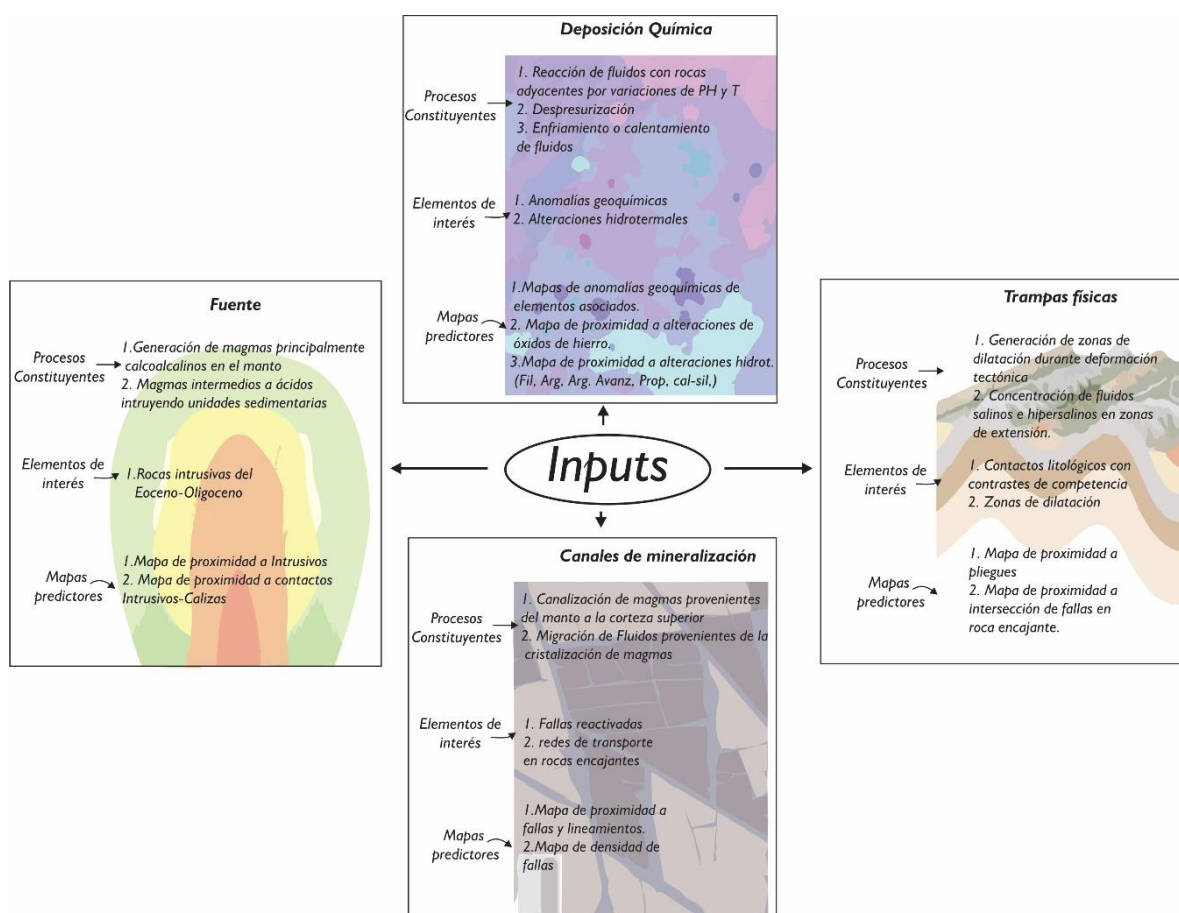 Deposición Química
Procesos
Constituyentes
1. Reacción de fluidos con rocas
adyacentes por variaciones de PH y T
2. Despresurización
3. Enfriamiento o calentamiento
de fluidos
Elementos de
interés
1. Anomalías geoquímicas
2. Alteraciones hidrotermales
Mapas
predictores
1.Mapas de anomalías geoquímicas de
elementos asociados.
2. Mapa de proximidad a alteraciones de
óxidos de hierro.
3.Mapa de proximidad a alteraciones hidrot.
(Fil, Arg, Arg. Avanz, Prop, cal-sil,)
Fuente
Procesos
Constituyentes
1.Generación de magmas principalmente
calcoalcalinos en el manto
2. Magmas intermedios a ácidos
intruyendo unidades sedimentarias
Elementos de
interés
1.Rocas intrusivas del
Eoceno-Oligoceno
Mapas
predictores
1.Mapa de proximidad a Intrusivos
2. Mapa de proximidad a contactos
Intrusivos-Calizas
Inputs
Trampas físicas
Procesos
Constituyentes
1. Generación de zonas de
dilatación durante deformación
tectónica
2. Concentración de fluidos
salinos e hipersalinos en zonas
de extensión.
Elementos de
interés
1. Contactos litológicos con
contrastes de competencia
2. Zonas de dilatación
Mapas
predictores
1. Mapa de proximidad a
pliegues
2. Mapa de proximidad a
intersección de fallas en
roca encajante.
Canales de mineralización
Procesos
Constituyentes
1. Canalización de magmas provenientes
del manto a la corteza superior
2. Migración de Fluidos provenientes de la
cristalización de magmas
Elementos de
interés
1. Fallas reactivadas
2. redes de transporte
en rocas encajantes
Mapas
predictores
1.Mapa de proximidad a
fallas y lineamientos.
2.Mapa de densidad de
fallas